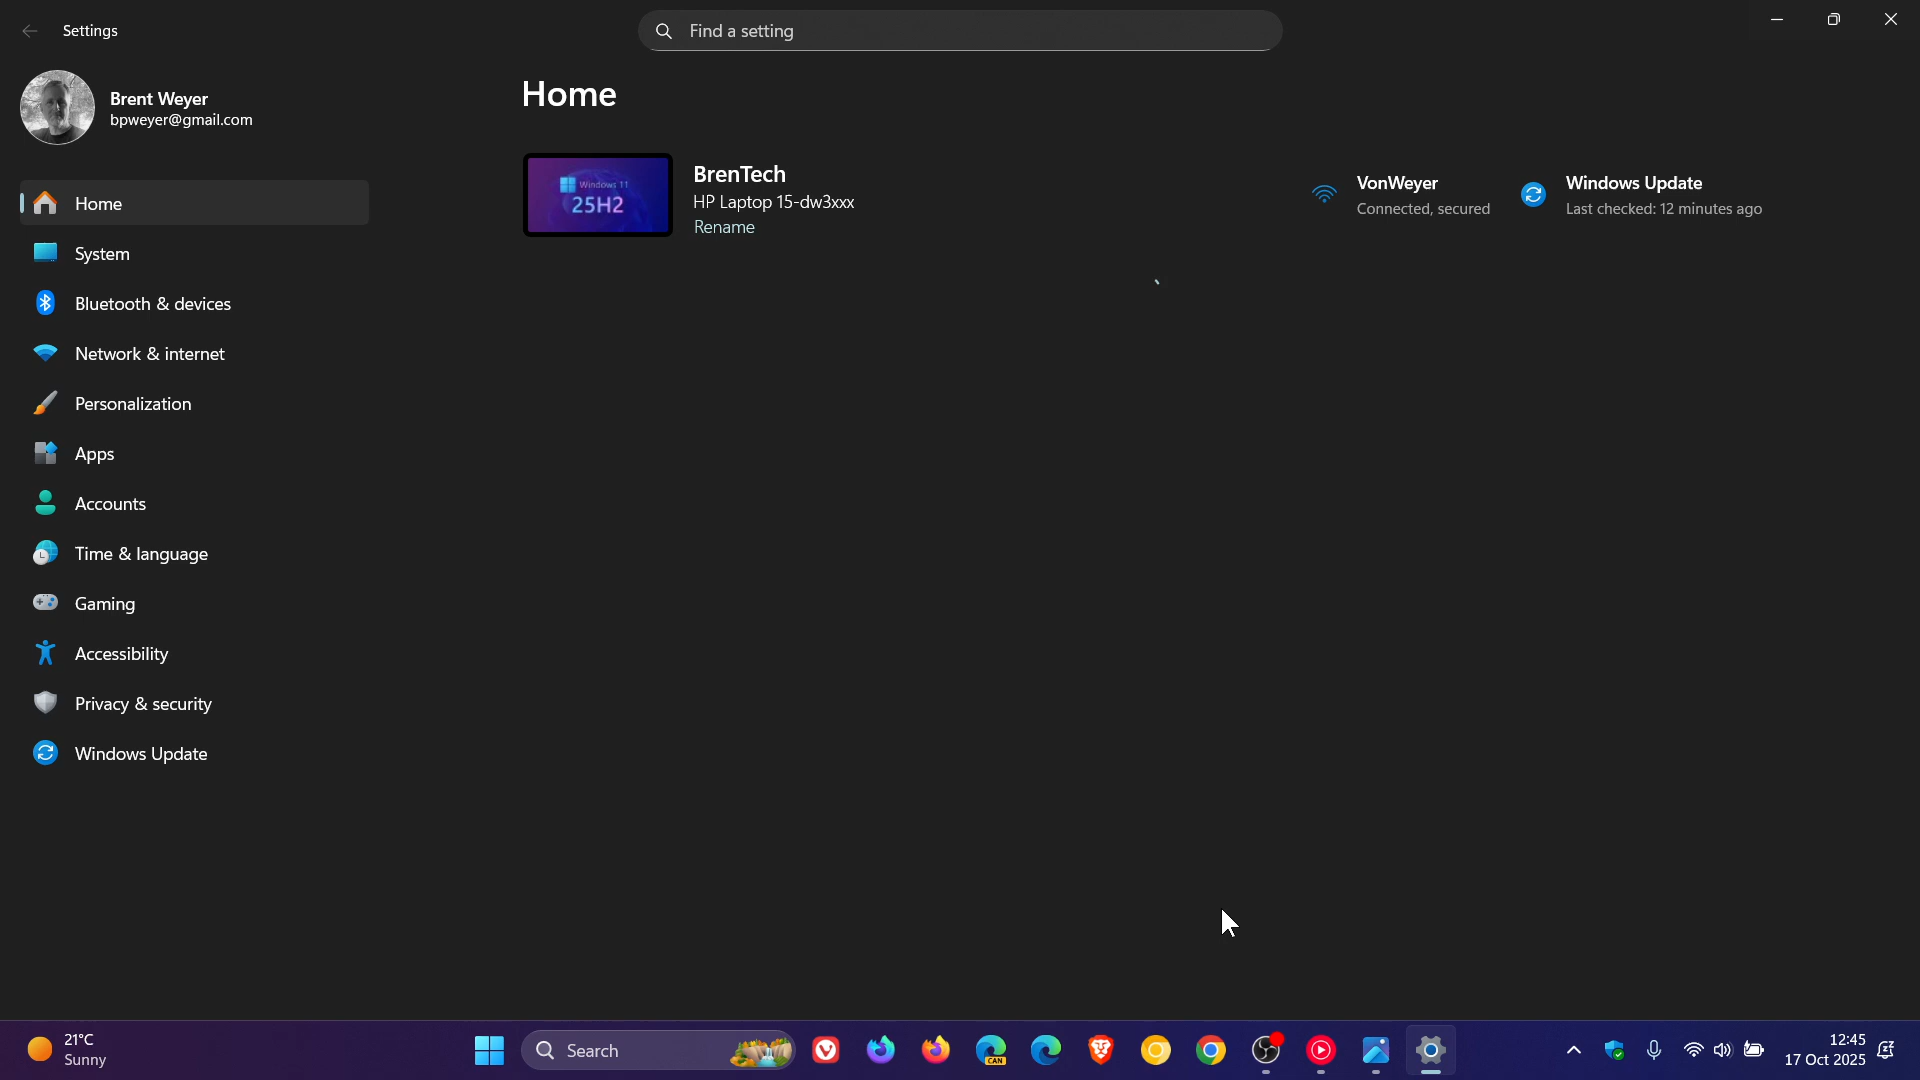 Settings
Find a setting
Brent Weyer
bpweyer@gmail.com
Home
System
Bluetooth & devices
Network & internet
Personalization
Apps
Accounts
Time & language
Gaming
Accessibility
Privacy & security
Windows Update
Home
Windows 11
25H2
BrenTech
HP Laptop 15-dw3xxx
Rename
VonWeyer
Connected, secured
Windows Update
Last checked: 12 minutes ago
21°C
Sunny
Search
CAN
12:45
17 Oct 2025